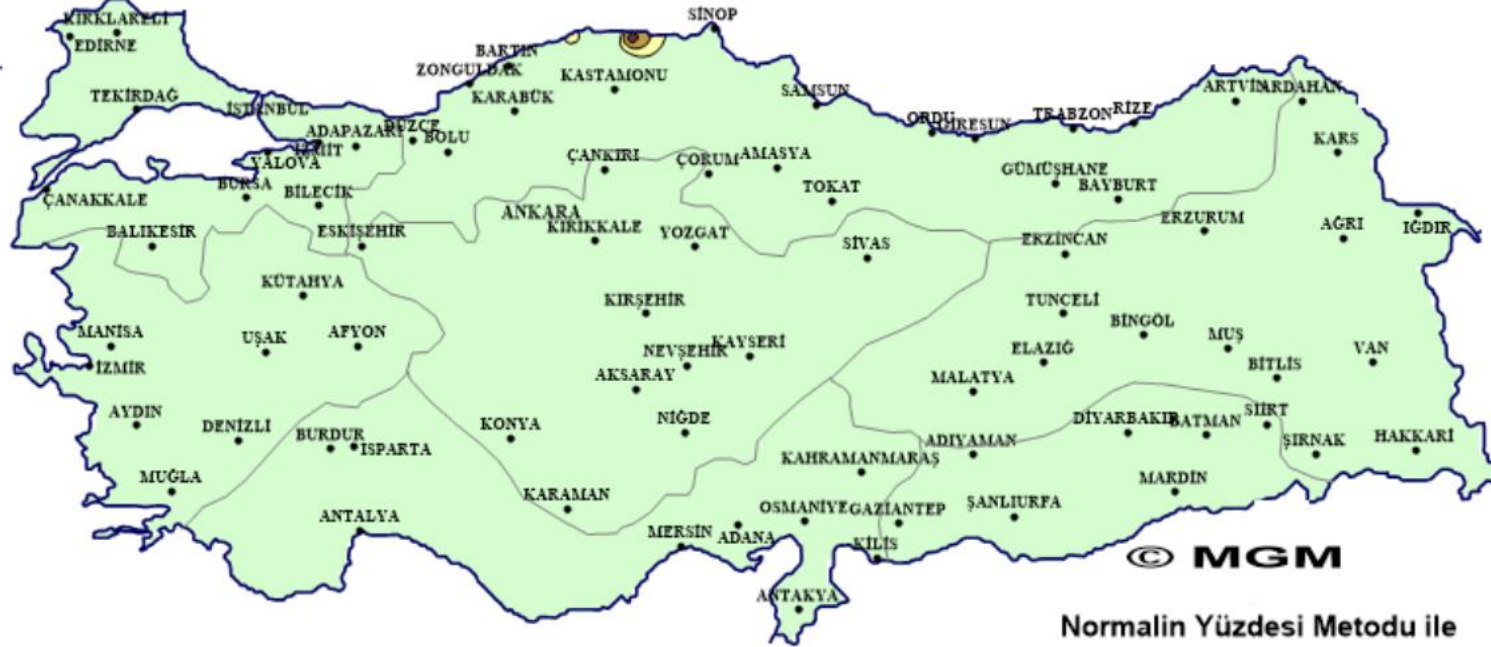 SİNOP
KIRKLARELİ
EDİRNE
BARTIN
ZONGULDAK
KASTAMONU
KARABÜK
TEKİRDAĞ
İSTANBUL
SAMSUN
ARTVİN
ARDAHAN
ADAPAZARI
DÜZCE
BOLU
İZMİT
YALOVA
ORDU
GİRESUN
TRABZON
RİZE
KARS
ÇANKIRI
ÇORUM
AMASYA
BURSA
BİLECİK
TOKAT
GÜMÜŞHANE
BAYBURT
ÇANAKKALE
ANKARA
KIRIKKALE
YOZGAT
BALIKESİR
ESKİŞEHİR
SİVAS
ERZİNCAN
ERZURUM
AĞRI
IĞDIR
KÜTAHYA
KIRŞEHİR
TUNCELİ
BİNGÖL
MANİSA
UŞAK
AFYON
NEVŞEHİR
KAYSERİ
ELAZIĞ
MUŞ
VAN
İZMİR
AKSARAY
MALATYA
BİTLİS
AYDIN
DENİZLİ
BURDUR
ISPARTA
KONYA
NİĞDE
ADIYAMAN
DİYARBAKIR
BATMAN
SİİRT
ŞIRNAK
HAKKARİ
KAHRAMANMARAŞ
MUĞLA
KARAMAN
MARDİN
ANTALYA
MERSİN
ADANA
OSMANİYE
GAZİANTEP
ŞANLIURFA
KİLİS
© MGM
ANTAKYA
Normalin Yüzdesi Metodu ile